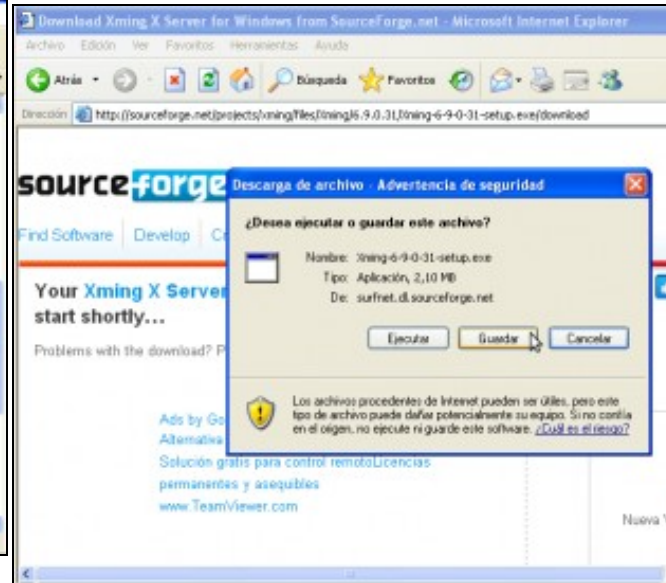 Download Xming X Server for Windows from SourceForge.net - Microsoft Internet Explorer
Archivo Edición Ver Favoritos Herramientas Ayuda
Atrás Búsqueda Favoritos
Dirección http://sourceforge.net/projects/xming/files/Xming/6.9.0.31/Xming-6-9-0-31-setup.exe/download
sourceforge
Find Software Develop
Your Xming X Server
start shortly...
Problems with the download?
Descarga de archivo - Advertencia de seguridad
¿Desea ejecutar o guardar este archivo?
Nombre: Xming-6-9-0-31-setup.exe
Tipo: Aplicación, 2,10 MB
De: surfnet.dl.sourceforge.net
Ejecutar Guardar Cancelar
Los archivos procedentes de Internet pueden ser útiles, pero este
tipo de archivo puede dañar potencialmente su equipo. Si no confía
en el origen, no ejecute ni guarde este software. ¿Cuál es el riesgo?
Ads by Go
Alternativa
Solución gratis para control remotoLicencias
permanentes y asequibles
www.TeamViewer.com
Nueva